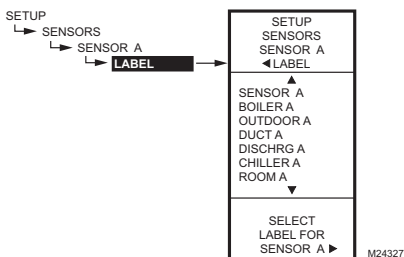 SETUP
SENSORS
SENSOR A
LABEL
SETUP
SENSORS
SENSOR A
◄LABEL
▲
SENSOR A
BOILER A
OUTDOOR A
DUCT A
DISCHRG A
CHILLER A
ROOM A
▼
SELECT
LABEL FOR
SENSOR A ►
M24327